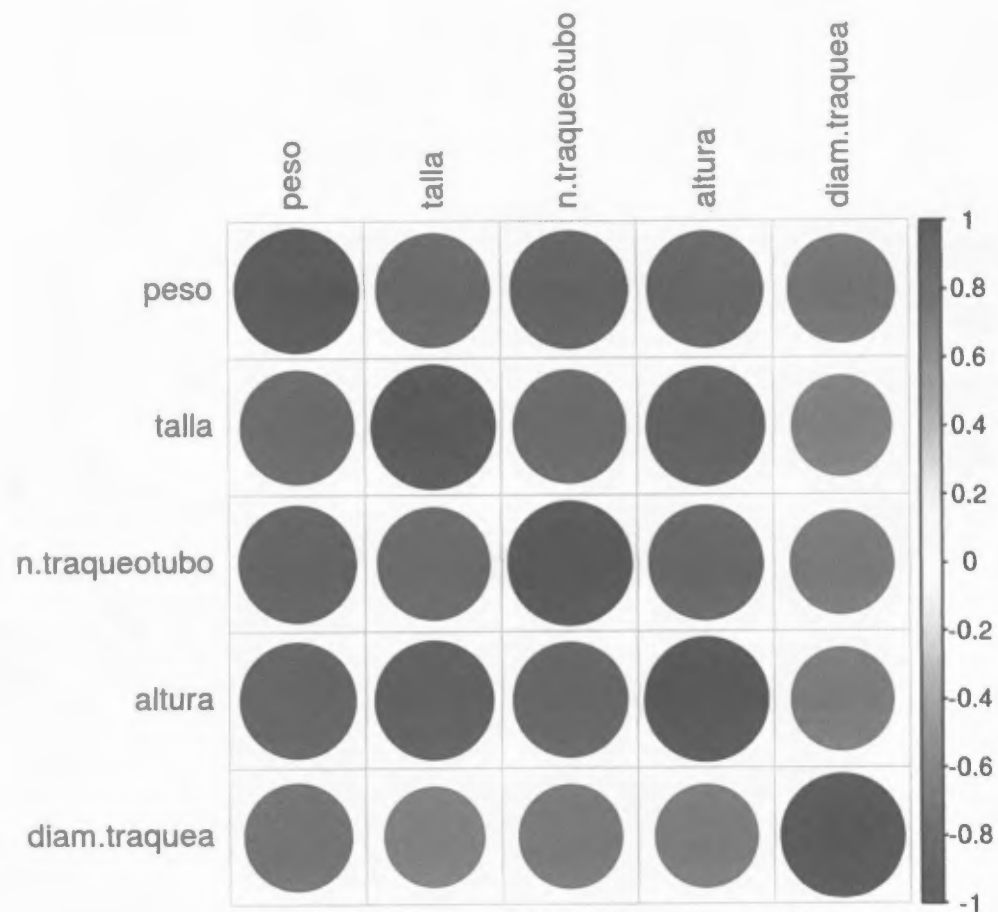 peso
talla
n.traqueotubo
altura
diam.traquea
peso
talla
n.traqueotubo
altura
diam.traquea
1
0.8
0.6
0.4
0.2
0
-0.2
-0.4
-0.6
-0.8
-1